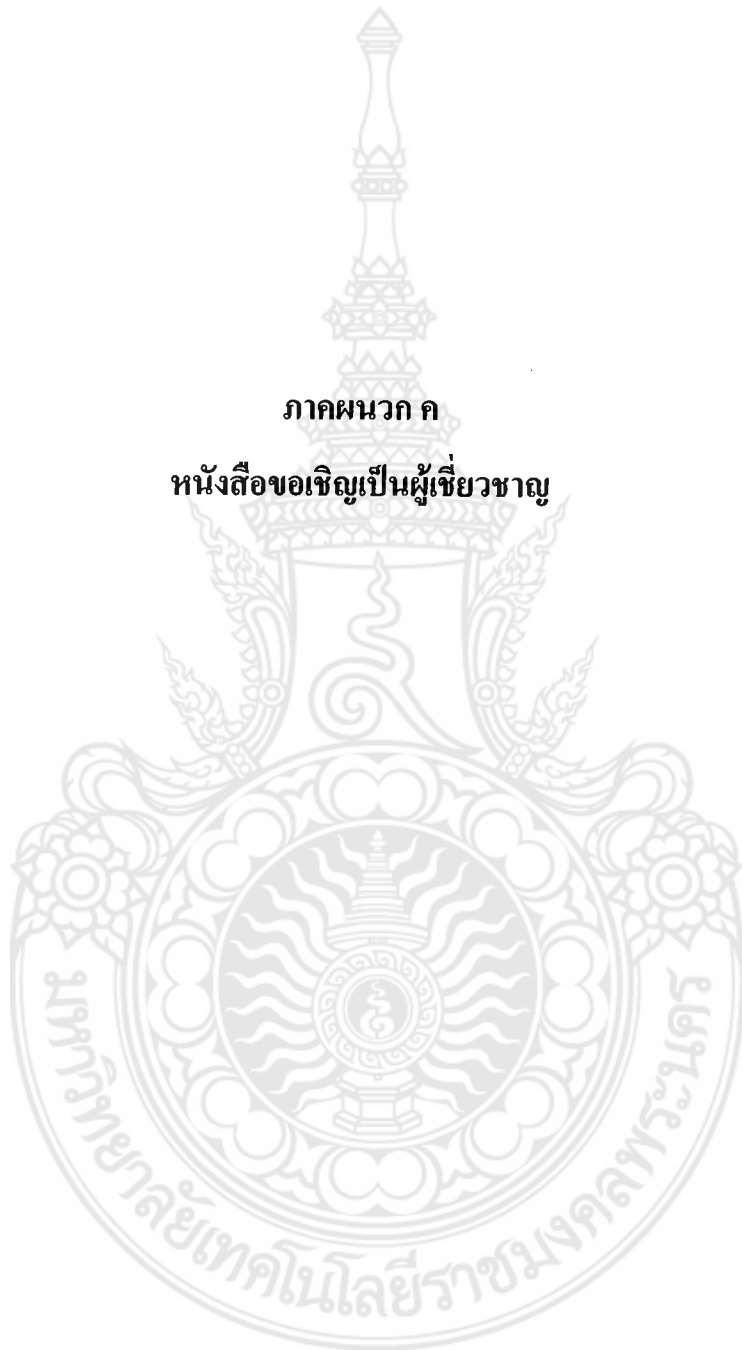 ภาคผนวก ค
หนังสือขอเชิญเป็นผู้เชี่ยวชาญ
มหาวิทยาลัยเทคโนโลยีราชมงคลพระนคร